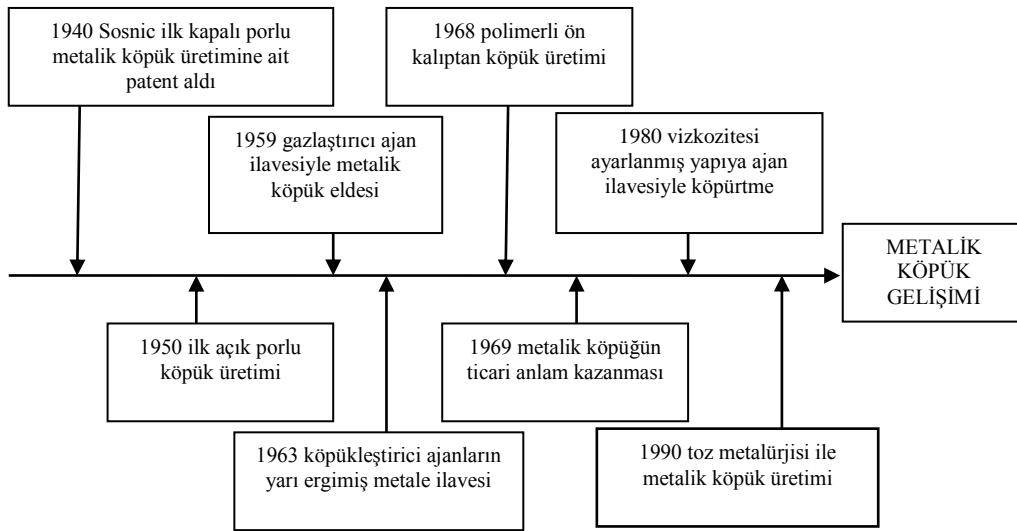 1940 Sosnic ilk kapalı porlu
metalik köpük üretimine ait
patent aldı
1968 polimerli ön
kalıptan köpük üretimi
1959 gazlaştırıcı ajan
ilavesiyle metalik
köpük eldesi
1980 vizkozitesi
ayarlanmış yapıya ajan
ilavesiyle köpürtme
METALİK
KÖPÜK
GELİŞİMİ
1950 ilk açık porlu
köpük üretimi
1969 metalik köpüğün
ticari anlam kazanması
1963 köpükleştirici ajanların
yarı ergimiş metale ilavesi
1990 toz metalürjisi ile
metalik köpük üretimi